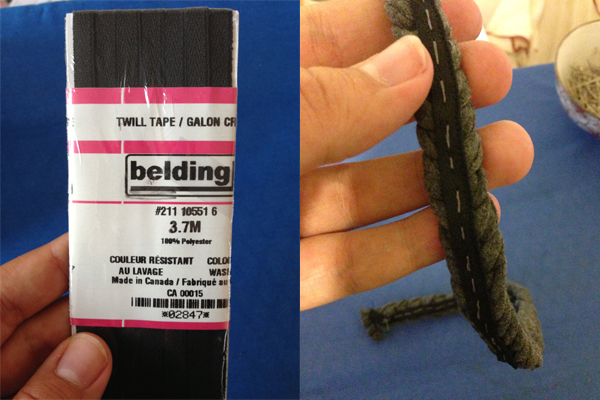 TWILL TAPE / GALON CR
belding
#211 10551 6
3.7M
100% Polyester
COULEUR RÉSISTANT
AU LAVAGE
Made in Canada / Fabriqué au
CA 00015
*02847*